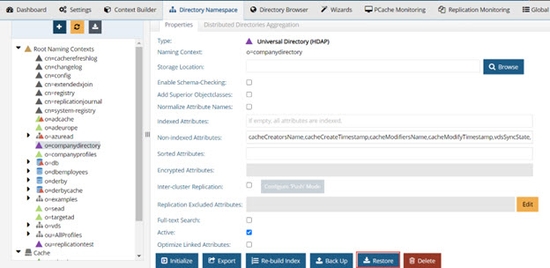 Dashboard Settings Context Builder Directory Namespace Directory Browser Wizards PCache Monitoring Replication Monitoring Global
Properties Distributed Directories Aggregation
Root Naming Contexts
cn=cacherefreshlog
cn=changelog
cn=config
cn=extendedjoin
cn=registry
cn=replicationjournal
cn=system-registry
o=adcache
o=adeurope
o=azuread
o=companydirectory
o=companyprofiles
o=db
o=dbemployees
o=derby
o=derbycache
o=examples
o=sead
o=targetad
o=vds
ou=AllProfiles
ou=replicationtest
Cache
Type: Universal Directory (HDAP)
Naming Context: o=companydirectory
Storage Location: Browse
Enable Schema-Checking:
Add Superior Objectclasses:
Normalize Attribute Names:
Indexed Attributes: If empty, all attributes are indexed.
Non-indexed Attributes: cacheCreatorsName,cacheCreateTimestamp,cacheModifiersName,cacheModifyTimestamp,vdsSyncState,
Sorted Attributes:
Encrypted Attributes:
Inter-cluster Replication: Configure 'Push' Mode
Replication Excluded Attributes: Edit
Full-text Search:
Active:
Optimize Linked Attributes:
Initialize Export Re-build Index Back Up Restore Delete